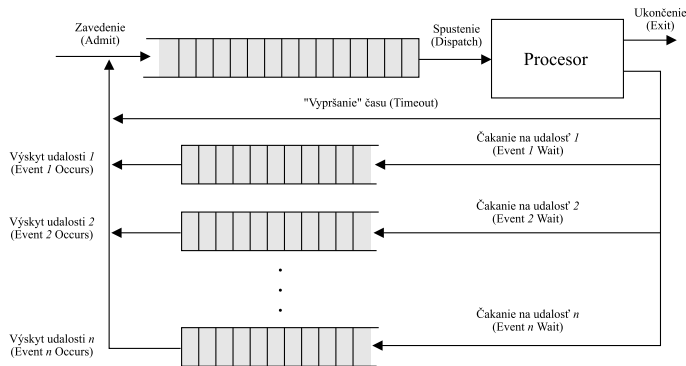 Zavedenie
(Admit)
Spustenie
(Dispatch)
Procesor
Ukončenie
(Exit)
"Vypršanie" času (Timeout)
Výskyt udalosti 1
(Event 1 Occurs)
Čakanie na udalosť 1
(Event 1 Wait)
Výskyt udalosti 2
(Event 2 Occurs)
Čakanie na udalosť 2
(Event 2 Wait)
Výskyt udalosti n
(Event n Occurs)
Čakanie na udalosť n
(Event n Wait)